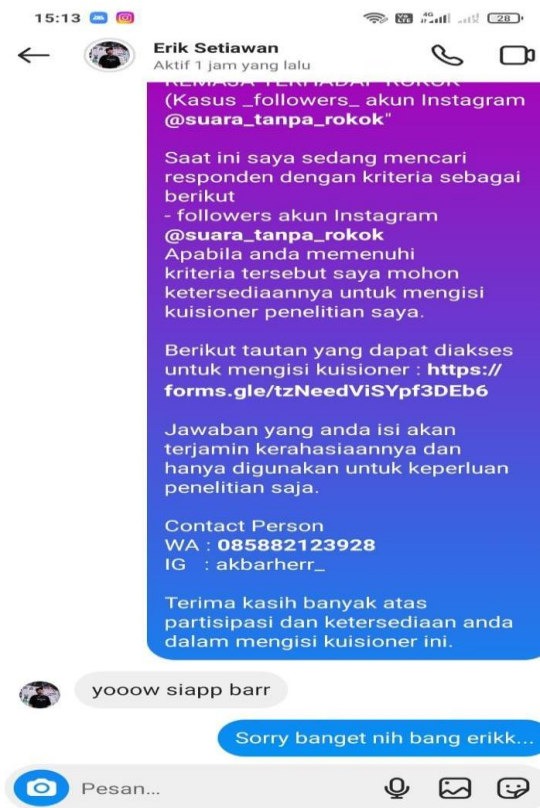 15:13
28
Erik Setiawan
Aktif 1 jam yang lalu
REMAJA TERHADAP ROKOK
(Kasus _followers_ akun Instagram
@suara_tanpa_rokok"
Saat ini saya sedang mencari
responden dengan kriteria sebagai
berikut
- followers akun Instagram
@suara_tanpa_rokok
Apabila anda memenuhi
kriteria tersebut saya mohon
ketersediaannya untuk mengisi
kuisioner penelitian saya.
Berikut tautan yang dapat diakses
untuk mengisi kuisioner : https://
forms.gle/tzNeedViSYpf3DEb6
Jawaban yang anda isi akan
terjamin kerahasiaannya dan
hanya digunakan untuk keperluan
penelitian saja.
Contact Person
WA : 085882123928
IG : akbarherr_
Terima kasih banyak atas
partisipasi dan ketersediaan anda
dalam mengisi kuisioner ini.
yooow siapp barr
Sorry banget nih bang erikk...
Pesan...